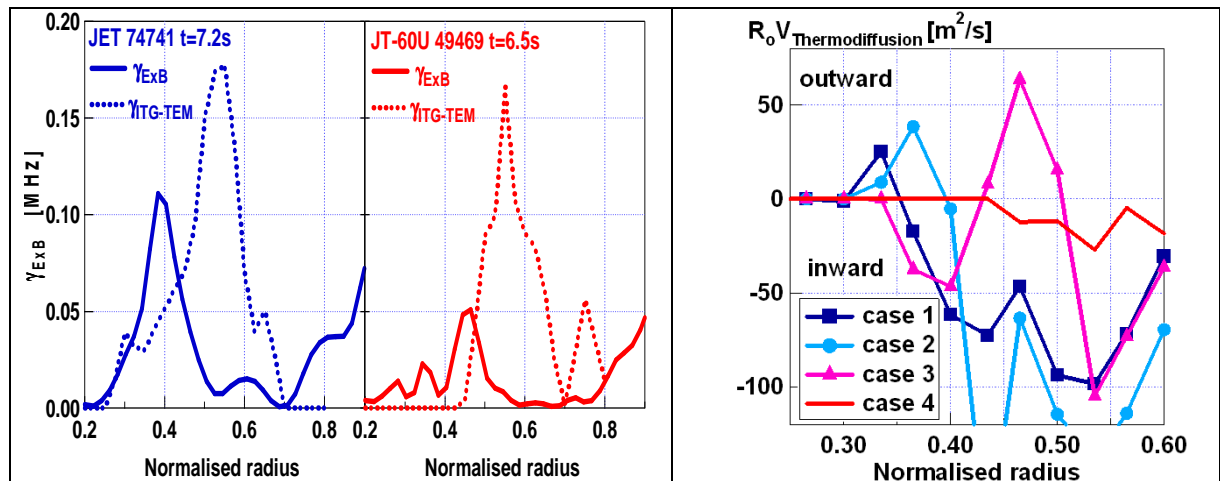 JET 74741 t=7.2s
γExB
γITG-TEM
JT-60U 49469 t=6.5s
γExB
γITG-TEM
γExB [MHz]
0.20
0.15
0.10
0.05
0.00
0.2 0.4 0.6 0.8
0.2 0.4 0.6 0.8
Normalised radius
Normalised radius
RoVThermodiffusion [m²/s]
outward
inward
50
0
-50
-100
case 1
case 2
case 3
case 4
0.30 0.40 0.50 0.60
Normalised radius